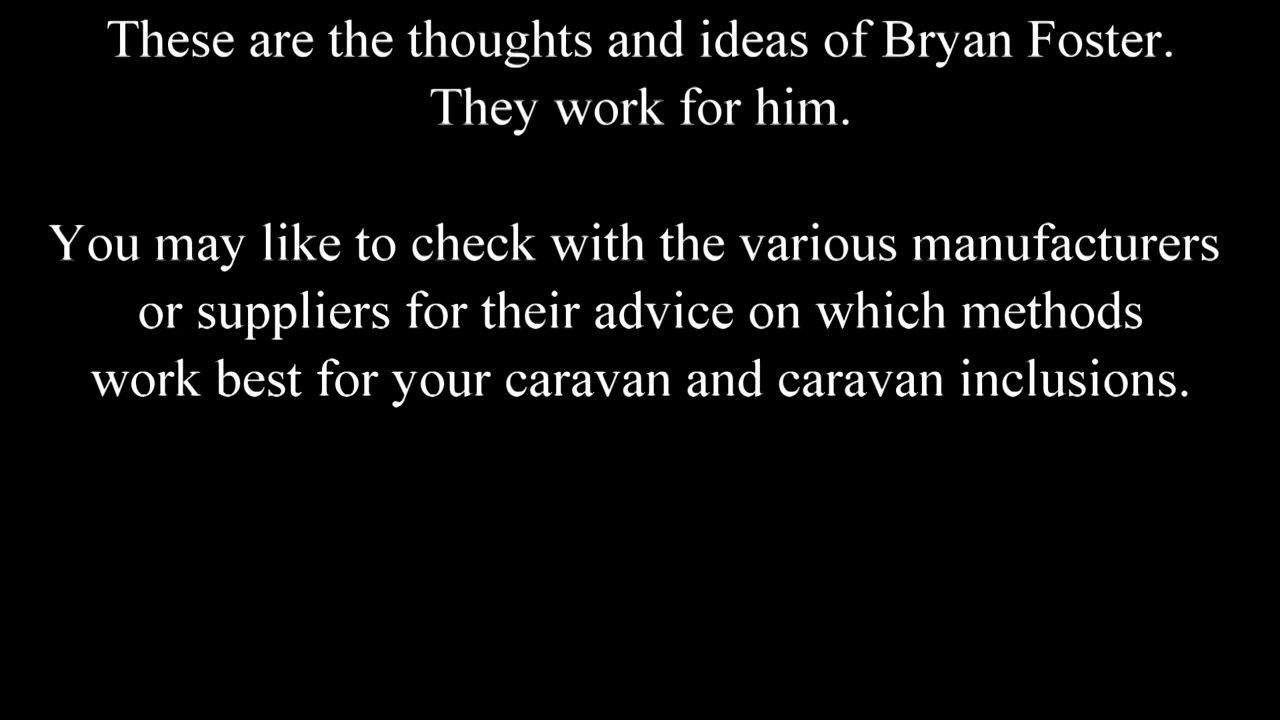 These are the thoughts and ideas of Bryan Foster.
They work for him.
You may like to check with the various manufacturers
or suppliers for their advice on which methods
work best for your caravan and caravan inclusions.